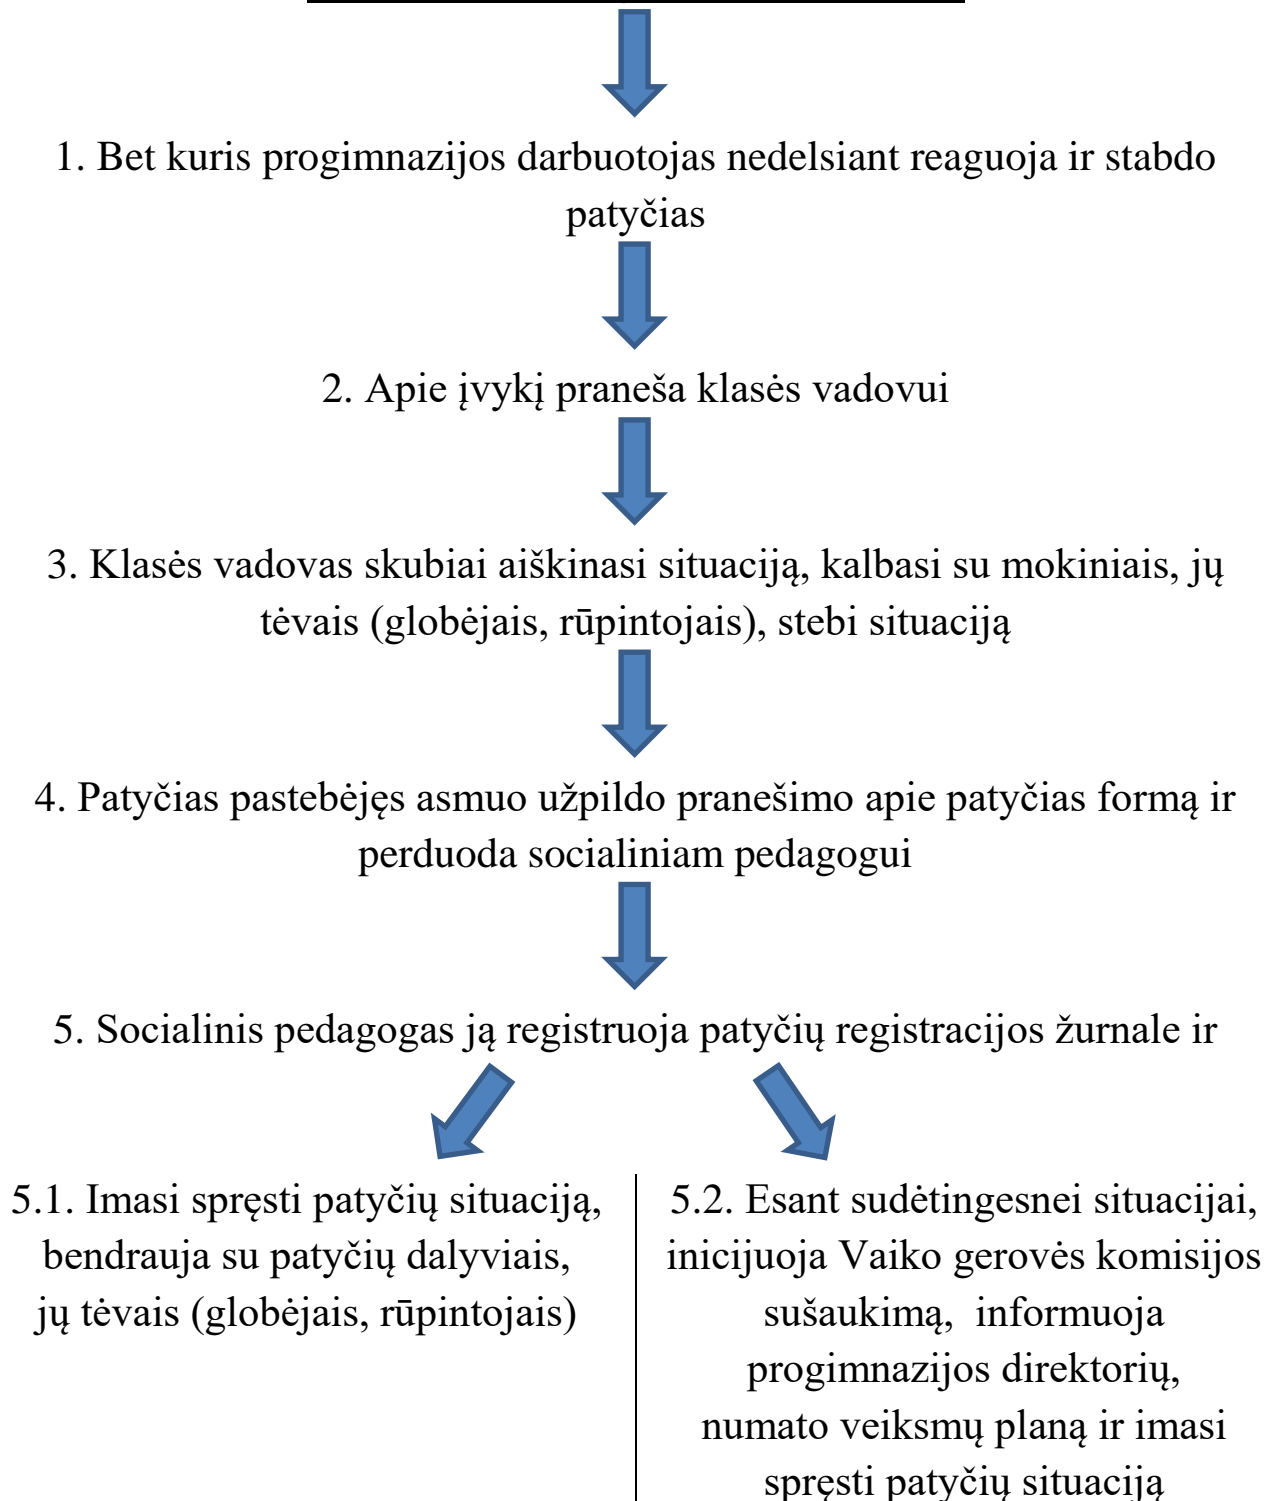 1. Bet kuris progimnazijos darbuotojas nedelsiant reaguoja ir stabdo
patyčias
2. Apie įvykį praneša klasės vadovui
3. Klasės vadovas skubiai aiškinasi situaciją, kalbasi su mokiniais, jų
tėvais (globėjais, rūpintojais), stebi situaciją
4. Patyčias pastebėjęs asmuo užpildo pranešimo apie patyčias formą ir
perduoda socialiniam pedagogui
5. Socialinis pedagogas ją registruoja patyčių registracijos žurnale ir
5.1. Imasi spręsti patyčių situaciją,
bendrauja su patyčių dalyviais,
jų tėvais (globėjais, rūpintojais)
5.2. Esant sudėtingesnei situacijai,
inicijuoja Vaiko gerovės komisijos
sušaukimą,  informuoja
progimnazijos direktorių,
numato veiksmų planą ir imasi
spręsti patyčių situaciją